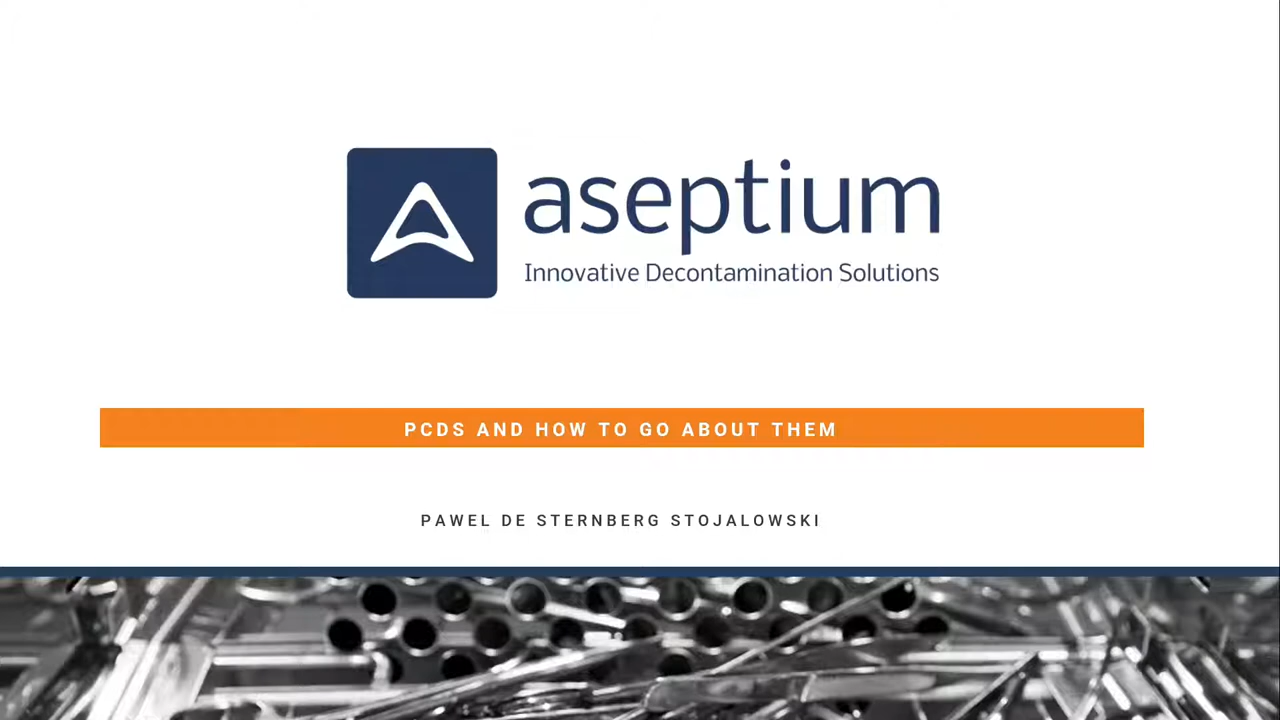 aseptium
Innovative Decontamination Solutions
PCDS AND HOW TO GO ABOUT THEM
PAWEL DE STERNBERG STOJALOWSKI